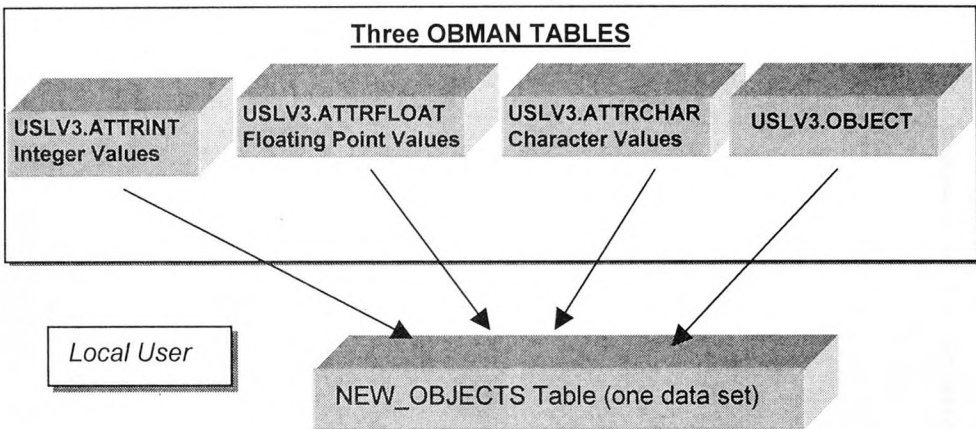 Three OBMAN TABLES
USLV3.ATTRINT
Integer Values
USLV3.ATTRFLOAT
Floating Point Values
USLV3.ATTRCHAR
Character Values
USLV3.OBJECT
Local User
NEW_OBJECTS Table (one data set)